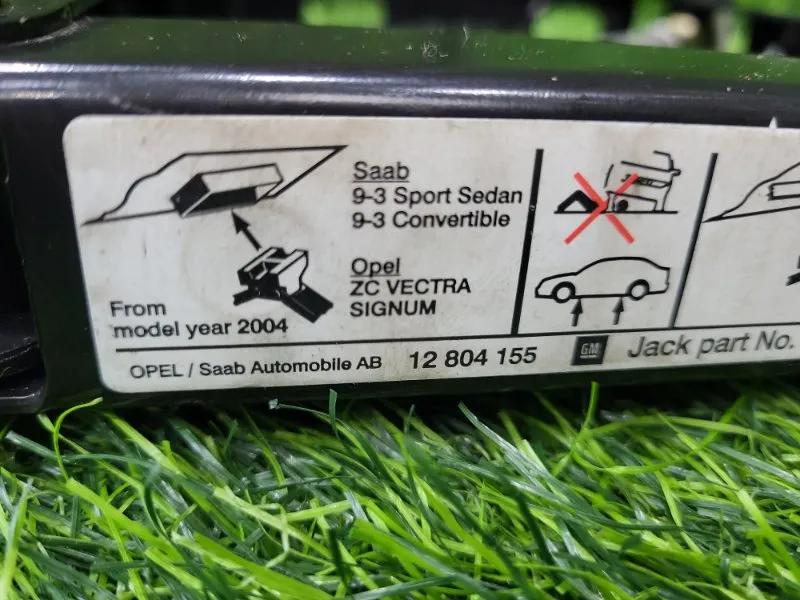 Saab
9-3 Sport Sedan
9-3 Convertible
Opel
ZC VECTRA
SIGNUM
From
model year 2004
OPEL / Saab Automobile AB 12 804 155 GM Jack part No.